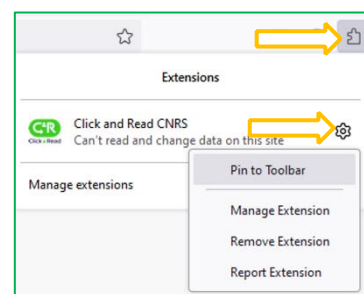 Extensions
C&R
Click & Read
Click and Read CNRS
Can't read and change data on this site
Manage extensions
Pin to Toolbar
Manage Extension
Remove Extension
Report Extension